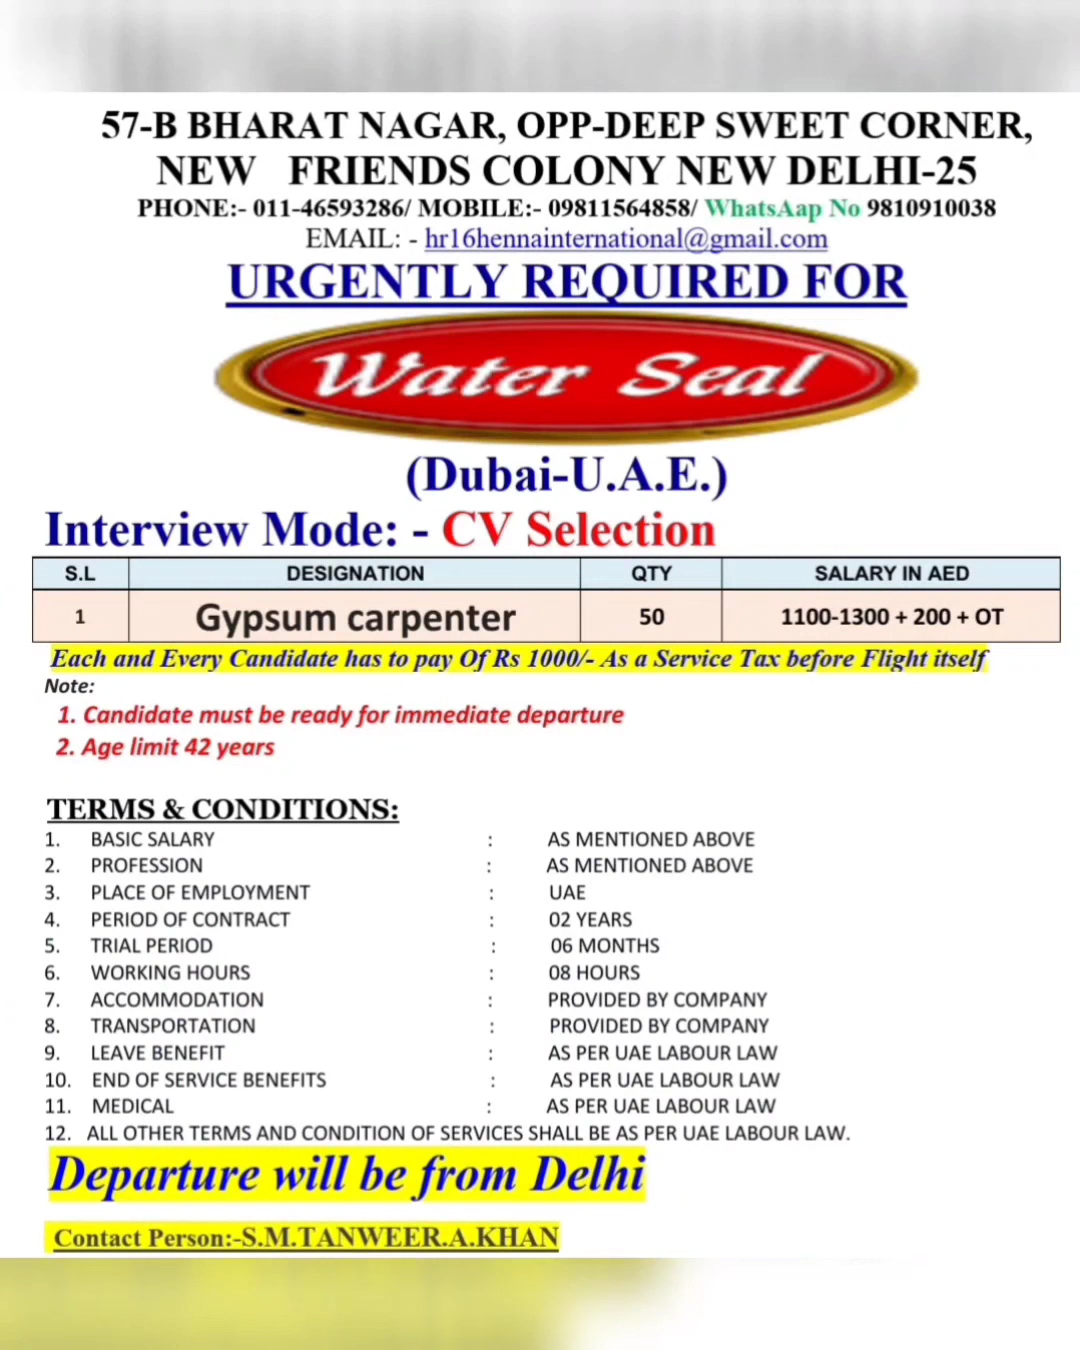 57-B BHARAT NAGAR, OPP-DEEP SWEET CORNER,
NEW FRIENDS COLONY NEW DELHI-25
PHONE:- 011-46593286/ MOBILE:- 09811564858/ WhatsAap No 9810910038
EMAIL: - hr16hennainternational@gmail.com
URGENTLY REQUIRED FOR
Water Seal
(Dubai-U.A.E.)
Interview Mode: - CV Selection
S.L DESIGNATION QTY SALARY IN AED
1 Gypsum carpenter 50 1100-1300 + 200 + OT
Each and Every Candidate has to pay Of Rs 1000/- As a Service Tax before Flight itself
Note:
1. Candidate must be ready for immediate departure
2. Age limit 42 years
TERMS & CONDITIONS:
1. BASIC SALARY : AS MENTIONED ABOVE
2. PROFESSION : AS MENTIONED ABOVE
3. PLACE OF EMPLOYMENT : UAE
4. PERIOD OF CONTRACT : 02 YEARS
5. TRIAL PERIOD : 06 MONTHS
6. WORKING HOURS : 08 HOURS
7. ACCOMMODATION : PROVIDED BY COMPANY
8. TRANSPORTATION : PROVIDED BY COMPANY
9. LEAVE BENEFIT : AS PER UAE LABOUR LAW
10. END OF SERVICE BENEFITS : AS PER UAE LABOUR LAW
11. MEDICAL : AS PER UAE LABOUR LAW
12. ALL OTHER TERMS AND CONDITION OF SERVICES SHALL BE AS PER UAE LABOUR LAW.
Departure will be from Delhi
Contact Person:-S.M.TANWEER.A.KHAN